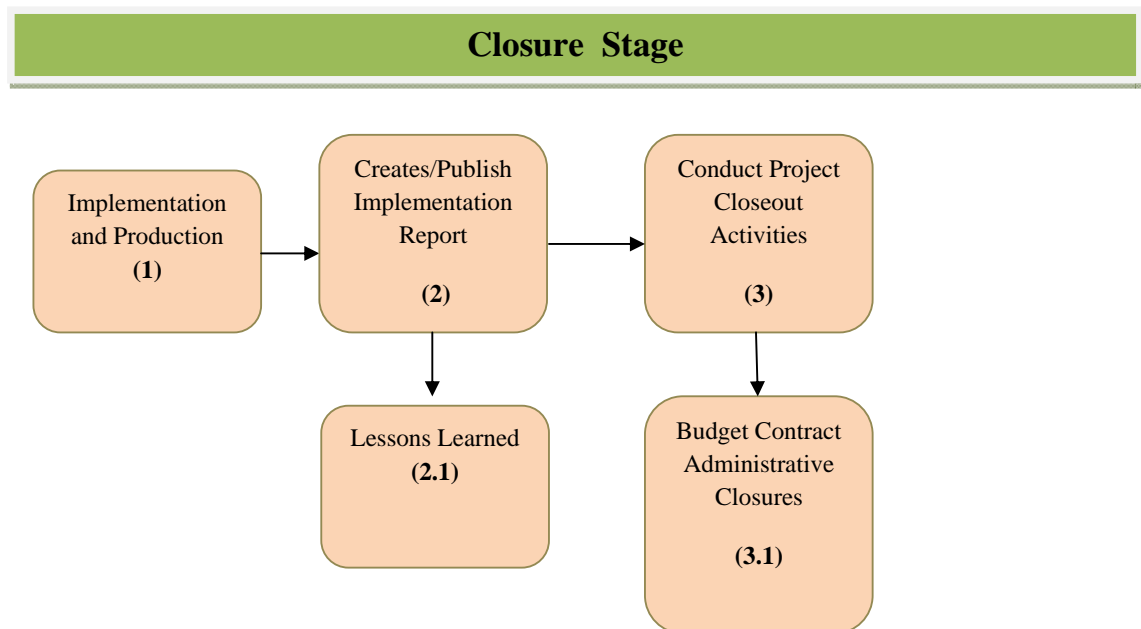 Closure Stage
Implementation
and Production
(1)
Creates/Publish
Implementation
Report
(2)
Conduct Project
Closeout
Activities
(3)
Lessons Learned
(2.1)
Budget Contract
Administrative
Closures
(3.1)